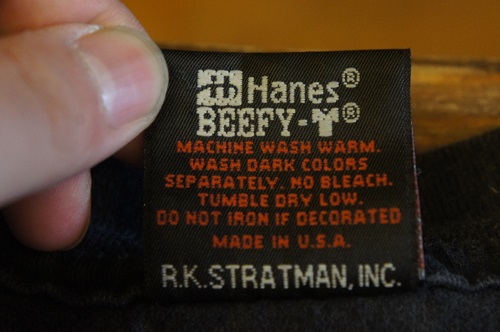 Hanes®
BEEFY-T®
MACHINE WASH WARM.
WASH DARK COLORS
SEPARATELY. NO BLEACH.
TUMBLE DRY LOW.
DO NOT IRON IF DECORATED
MADE IN U.S.A.
R.K. STRATMAN, INC.